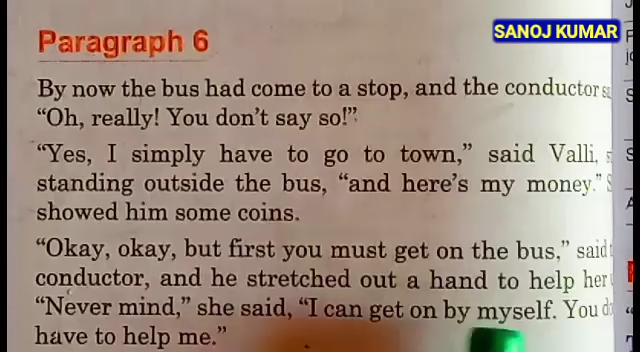 SANOJ KUMAR
Paragraph 6
By now the bus had come to a stop, and the conductor
"Oh, really! You don't say so!"
"Yes, I simply have to go to town," said Valli,
standing outside the bus, "and here's my money."
showed him some coins.
"Okay, okay, but first you must get on the bus," said
conductor, and he stretched out a hand to help her
"Never mind," she said, "I can get on by myself. You
have to help me."